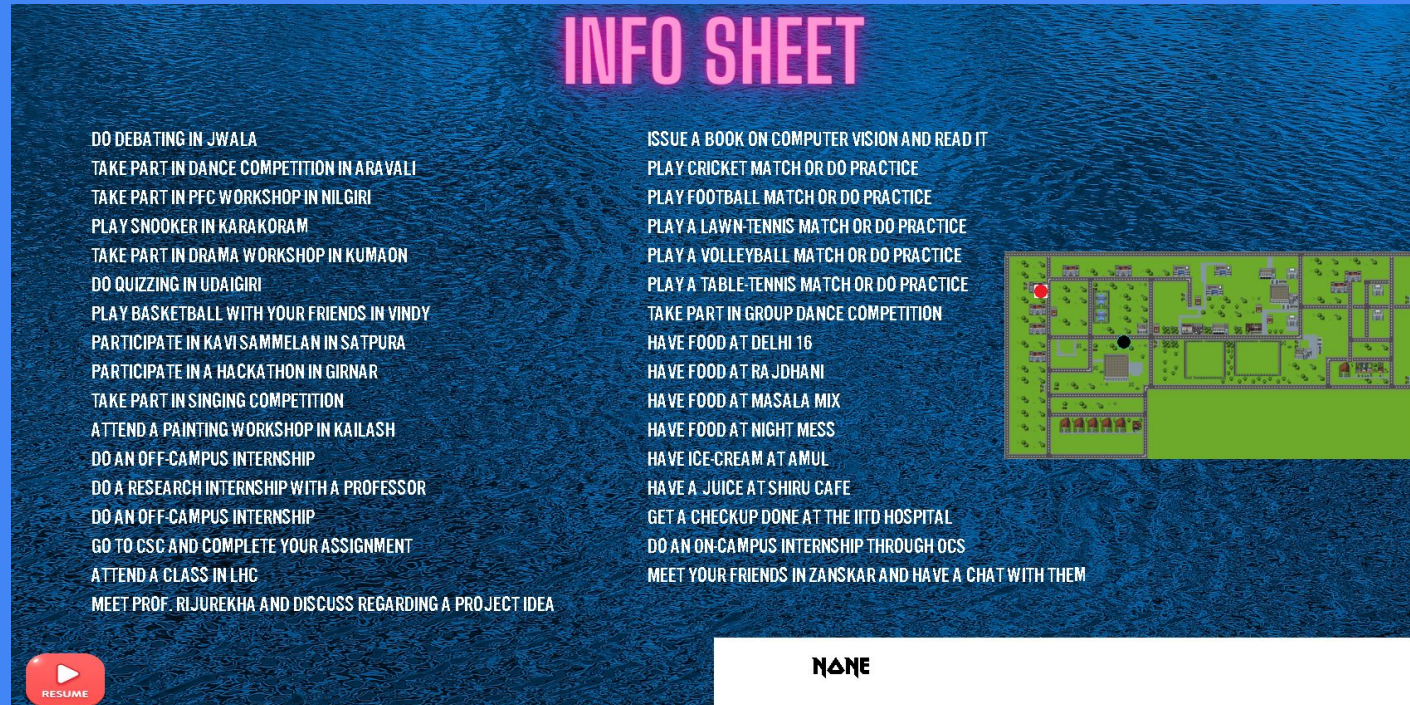 INFO SHEET
DO DEBATING IN JWALA
TAKE PART IN DANCE COMPETITION IN ARAVALI
TAKE PART IN PFC WORKSHOP IN NILGIRI
PLAY SNOOKER IN KARAKORAM
TAKE PART IN DRAMA WORKSHOP IN KUMAON
DO QUIZZING IN UDAIGIRI
PLAY BASKETBALL WITH YOUR FRIENDS IN VINDY
PARTICIPATE IN KAVI SAMMELAN IN SATPURA
PARTICIPATE IN A HACKATHON IN GIRNAR
TAKE PART IN SINGING COMPETITION
ATTEND A PAINTING WORKSHOP IN KAILASH
DO AN OFF-CAMPUS INTERNSHIP
DO A RESEARCH INTERNSHIP WITH A PROFESSOR
DO AN OFF-CAMPUS INTERNSHIP
GO TO CSC AND COMPLETE YOUR ASSIGNMENT
ATTEND A CLASS IN LHC
MEET PROF. RIJUREKHA AND DISCUSS REGARDING A PROJECT IDEA
ISSUE A BOOK ON COMPUTER VISION AND READ IT
PLAY CRICKET MATCH OR DO PRACTICE
PLAY FOOTBALL MATCH OR DO PRACTICE
PLAY A LAWN-TENNIS MATCH OR DO PRACTICE
PLAY A VOLLEYBALL MATCH OR DO PRACTICE
PLAY A TABLE-TENNIS MATCH OR DO PRACTICE
TAKE PART IN GROUP DANCE COMPETITION
HAVE FOOD AT DELHI 16
HAVE FOOD AT RAJDHANI
HAVE FOOD AT MASALA MIX
HAVE FOOD AT NIGHT MESS
HAVE ICE-CREAM AT AMUL
HAVE A JUICE AT SHIRU CAFE
GET A CHECKUP DONE AT THE IITD HOSPITAL
DO AN ON-CAMPUS INTERNSHIP THROUGH OCS
MEET YOUR FRIENDS IN ZANSKAR AND HAVE A CHAT WITH THEM
RESUME
NONE